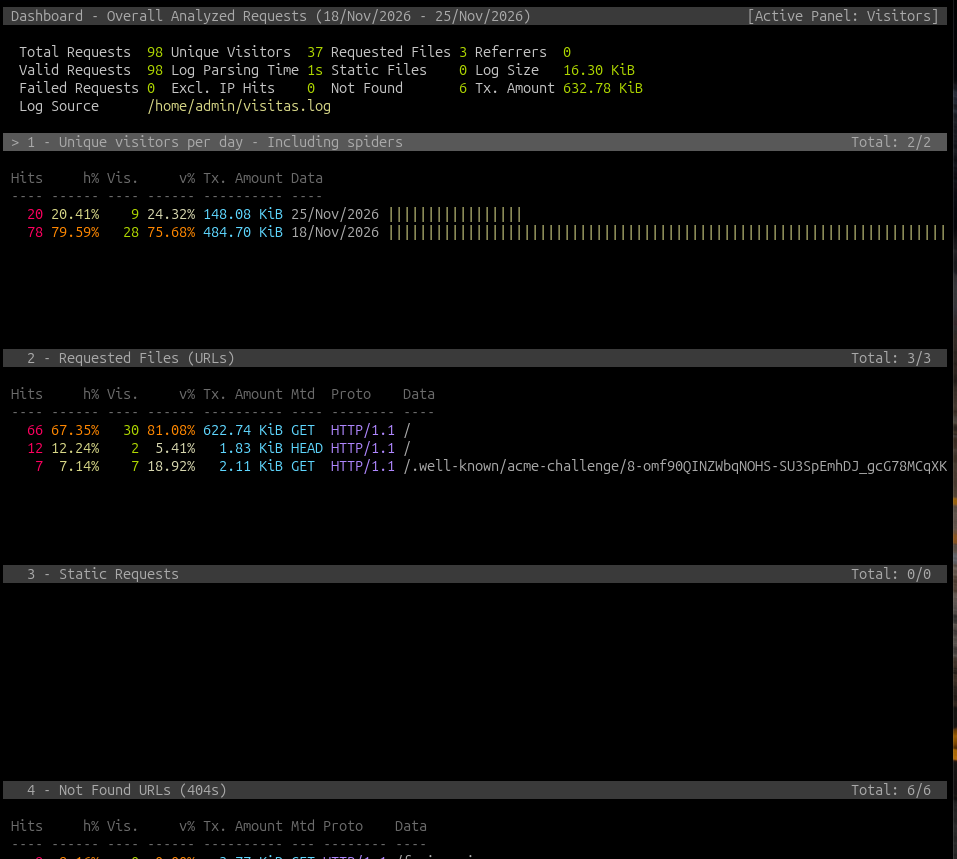 Dashboard - Overall Analyzed Requests (18/Nov/2026 - 25/Nov/2026) [Active Panel: Visitors]
Total Requests 98 Unique Visitors 37 Requested Files 3 Referrers 0
Valid Requests 98 Log Parsing Time 1s Static Files 0 Log Size 16.30 KiB
Failed Requests 0 Excl. IP Hits 0 Not Found 6 Tx. Amount 632.78 KiB
Log Source /home/admin/visitas.log
> 1 - Unique visitors per day - Including spiders Total: 2/2
Hits h% Vis. v% Tx. Amount Data
---- ------ ---- ------ ---------- ----
20 20.41% 9 24.32% 148.08 KiB 25/Nov/2026 |||||||||||||||||
78 79.59% 28 75.68% 484.70 KiB 18/Nov/2026 ||||||||||||||||||||||||||||||||||||||||||||||||||||||||||||||||||||||
2 - Requested Files (URLs) Total: 3/3
Hits h% Vis. v% Tx. Amount Mtd Proto Data
---- ------ ---- ------ ---------- ---- -------- ----
66 67.35% 30 81.08% 622.74 KiB GET HTTP/1.1 /
12 12.24% 2 5.41% 1.83 KiB HEAD HTTP/1.1 /
7 7.14% 7 18.92% 2.11 KiB GET HTTP/1.1 /.well-known/acme-challenge/8-omf90QINZWbqNOHS-SU3SpEmhDJ_gcG78MCqXK
3 - Static Requests Total: 0/0
4 - Not Found URLs (404s) Total: 6/6
Hits h% Vis. v% Tx. Amount Mtd Proto Data
---- ------ ---- ------ ---------- --- -------- ----